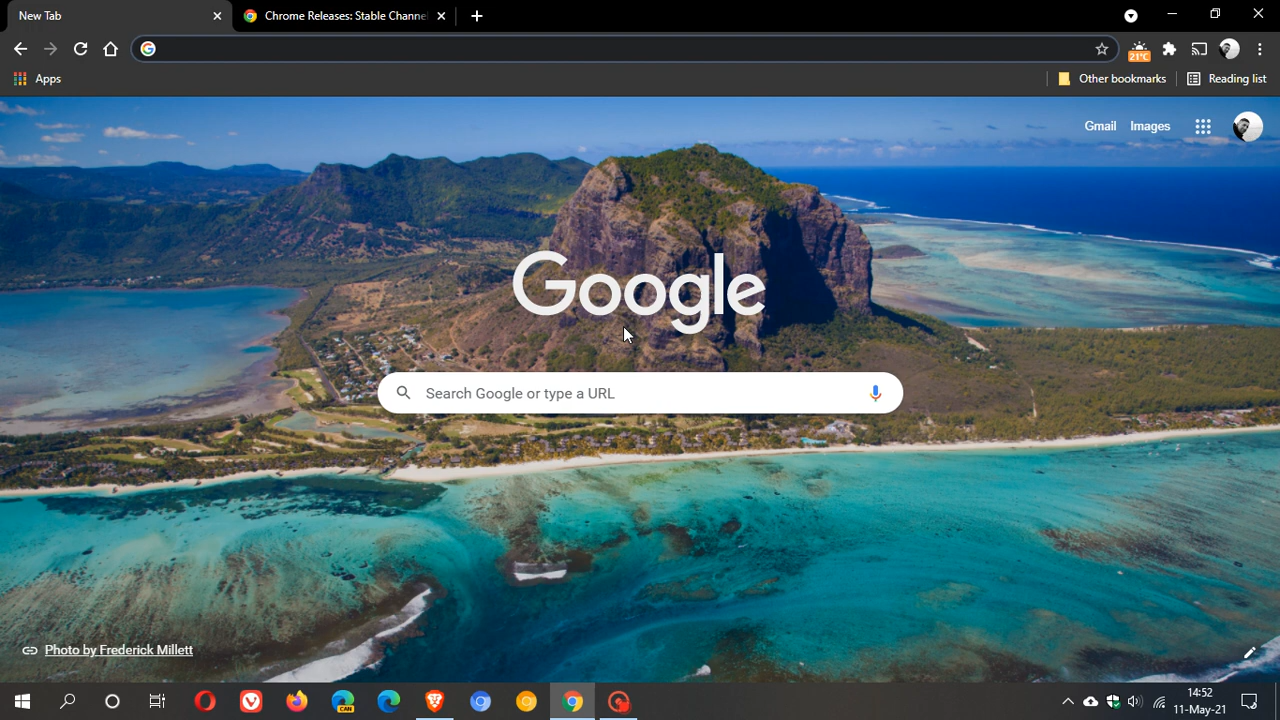 New Tab
Chrome Releases: Stable Channel
21°C
Apps
Other bookmarks
Reading list
Gmail
Images
Google
Search Google or type a URL
Photo by Frederick Millett
CAN
14:52
11-May-21